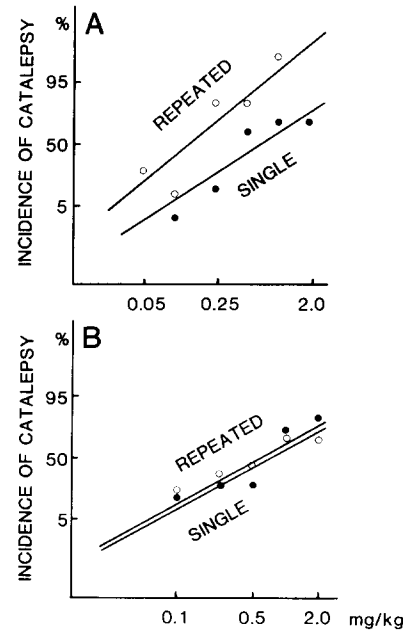 A
%
95
50
5
INCIDENCE OF CATALEPSY
REPEATED
SINGLE
0.05 0.25 2.0
B
%
95
50
5
INCIDENCE OF CATALEPSY
REPEATED
SINGLE
0.1 0.5 2.0 mg/kg